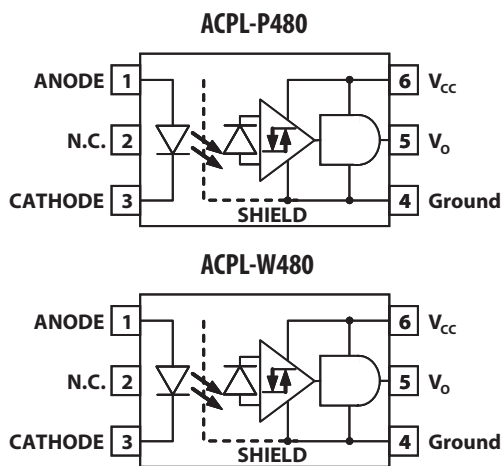 ACPL-P480
ANODE 1
6 VCC
N.C. 2
5 VO
CATHODE 3
4 Ground
SHIELD
ACPL-W480
ANODE 1
6 VCC
N.C. 2
5 VO
CATHODE 3
4 Ground
SHIELD